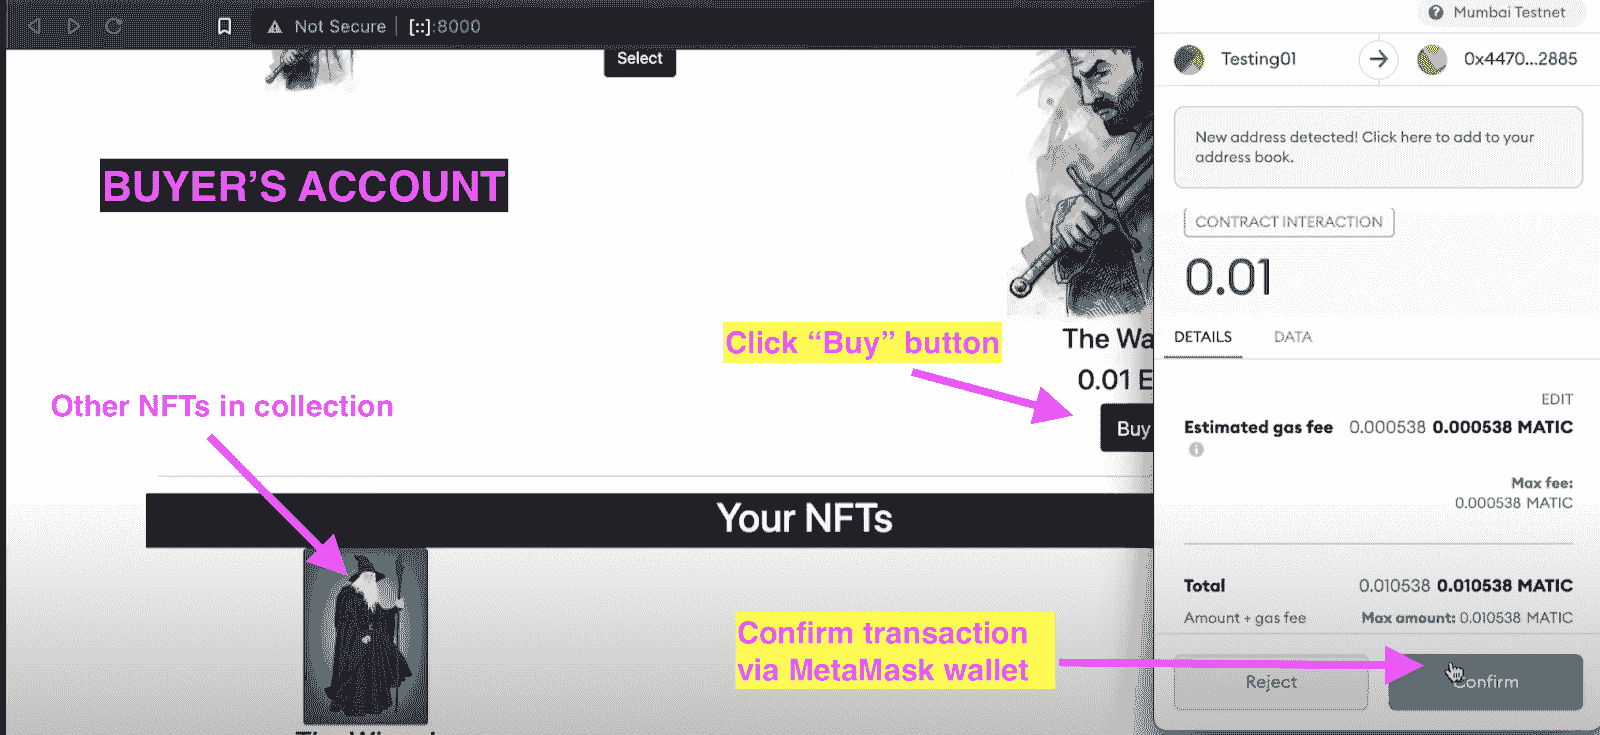 Not Secure | [::]:8000
Select
BUYER'S ACCOUNT
Click “Buy” button
The Wa
0.01 E
Buy
Other NFTs in collection
Your NFTs
Confirm transaction
via MetaMask wallet
Mumbai Testnet
Testing01
0x4470...2885
New address detected! Click here to add to your
address book.
CONTRACT INTERACTION
0.01
DETAILS DATA
EDIT
Estimated gas fee 0.000538 0.000538 MATIC
Max fee:
0.000538 MATIC
Total 0.010538 0.010538 MATIC
Amount + gas fee Max amount: 0.010538 MATIC
Reject Confirm